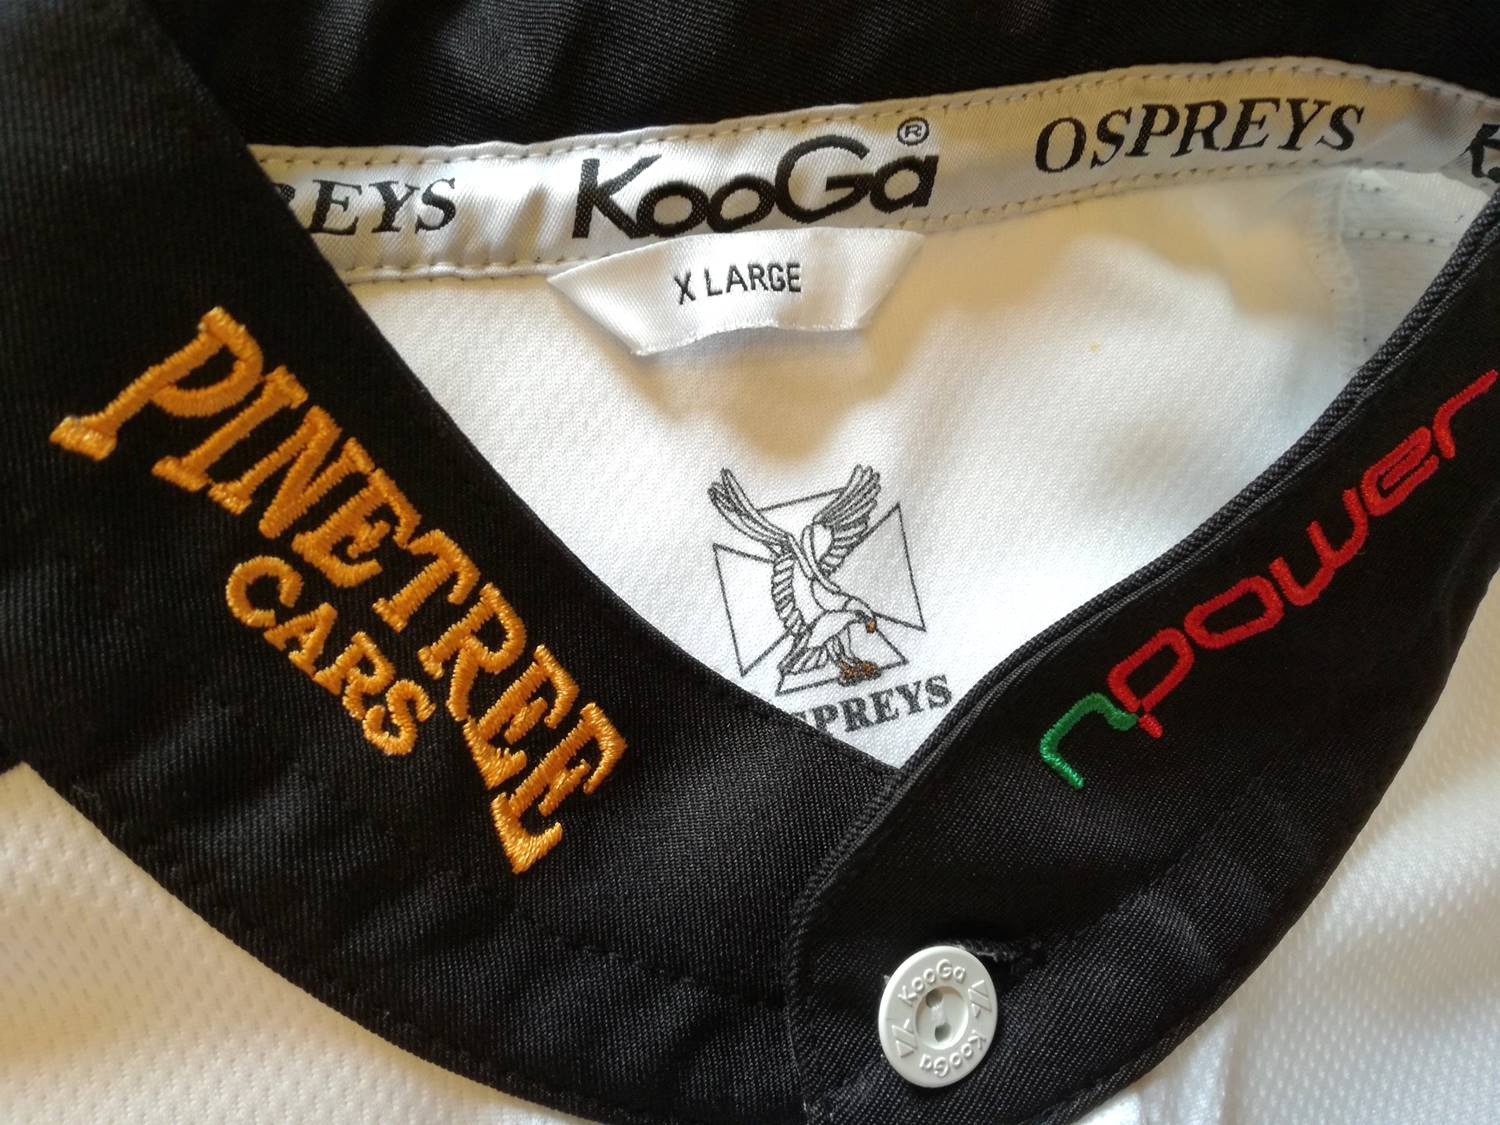 REYS KooGa® OSPREYS
X LARGE
PINETREE
CARS
npower
OSPREYS
KooGa
KooGa